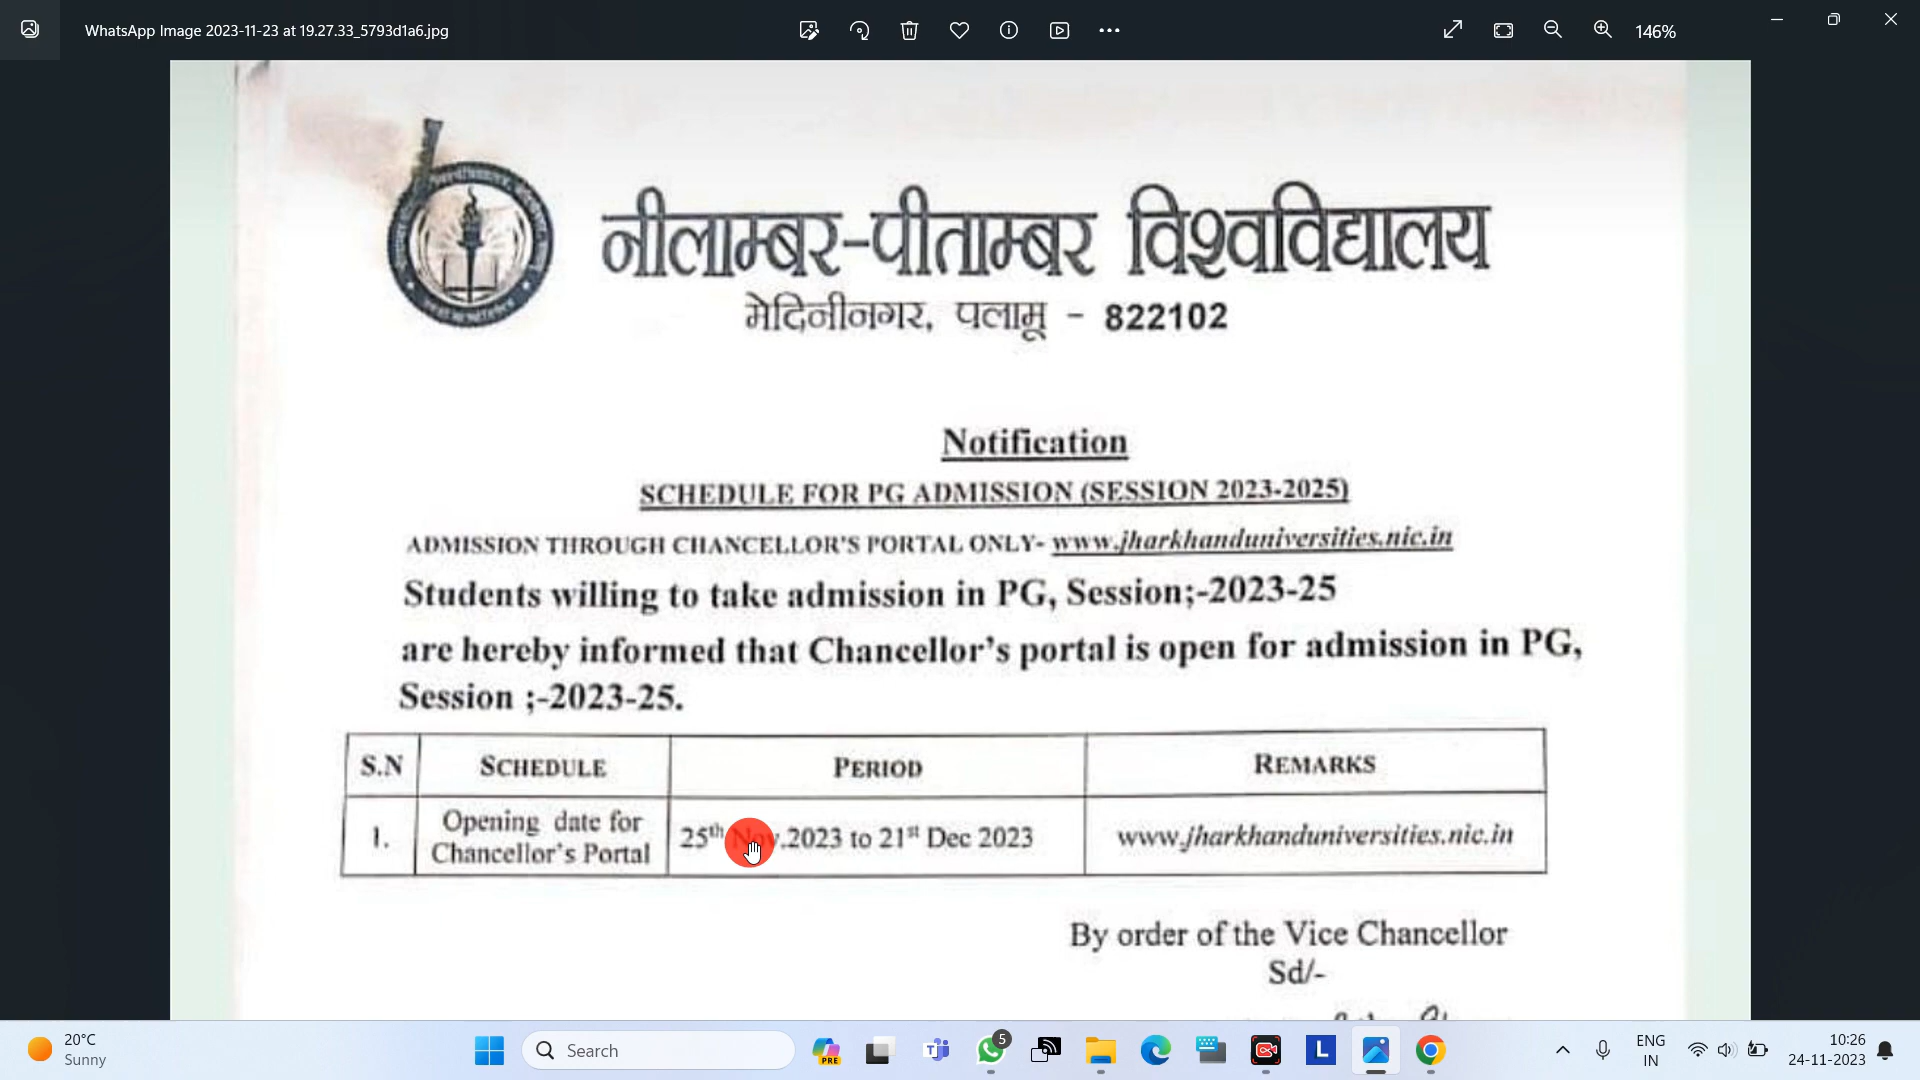 WhatsApp Image 2023-11-23 at 19.27.33_5793d1a6.jpg
146%
नीलाम्बर-पीताम्बर विश्वविद्यालय
मेदिनीनगर, पलामू - 822102
Notification
SCHEDULE FOR PG ADMISSION (SESSION 2023-2025)
ADMISSION THROUGH CHANCELLOR'S PORTAL ONLY- www.jharkhanduniversities.nic.in
Students willing to take admission in PG, Session;-2023-25
are hereby informed that Chancellor's portal is open for admission in PG,
Session ;-2023-25.
S.N SCHEDULE PERIOD REMARKS
1. Opening date for Chancellor's Portal 25th Nov.2023 to 21st Dec 2023 www.jharkhanduniversities.nic.in
By order of the Vice Chancellor
Sd/-
20°C
Sunny
Search
PRE
5
L
ENG
IN
10:26
24-11-2023